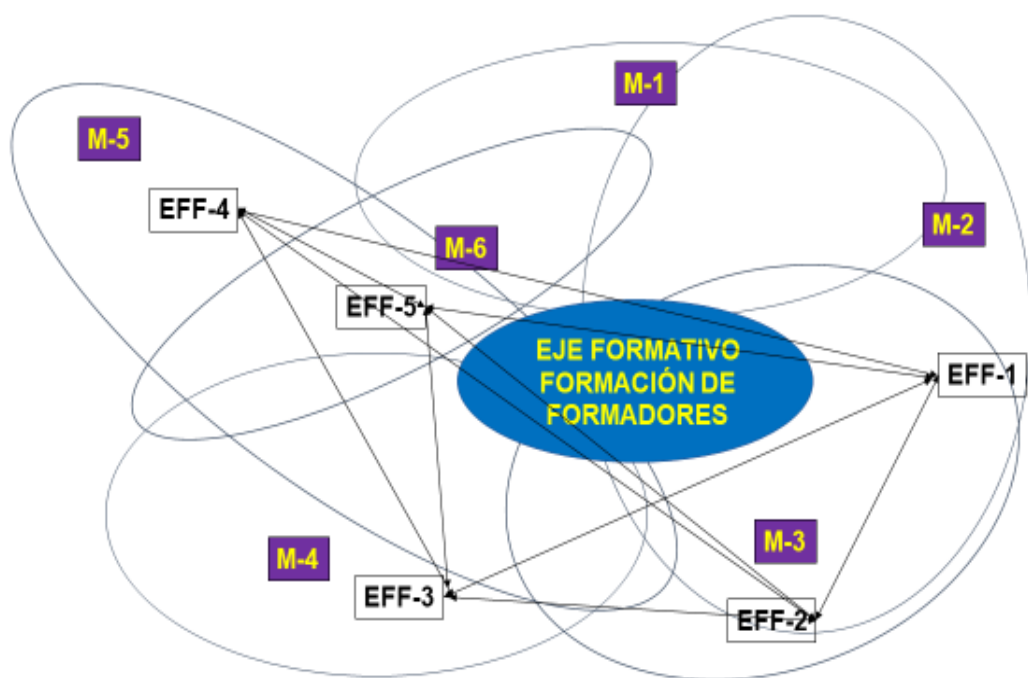 M-1
M-5
EFF-4
M-2
M-6
EFF-5
EJE FORMATIVO
FORMACIÓN DE
FORMADORES
EFF-1
M-3
M-4
EFF-3
EFF-2